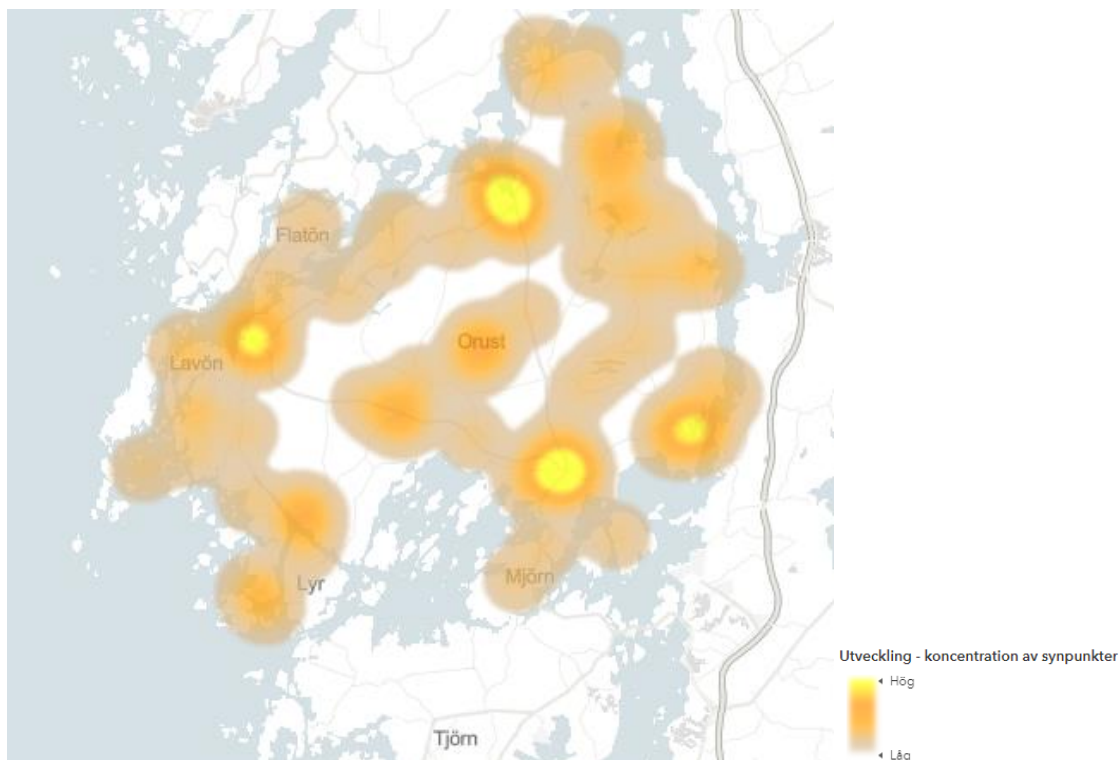 Flatön
Orust
Lavön
Mjörn
Lyr
Tjörn
Utveckling - koncentration av synpunkter
Hög
Låg